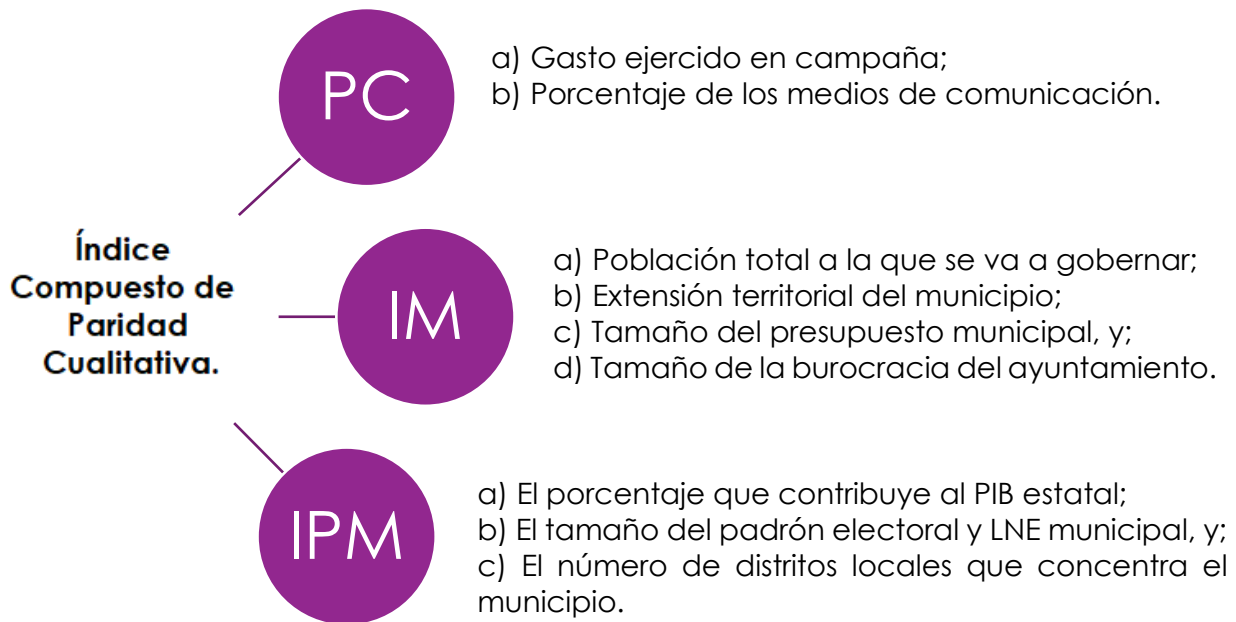 PC
a) Gasto ejercido en campaña;
b) Porcentaje de los medios de comunicación.
Índice
Compuesto de
Paridad
Cualitativa.
IM
a) Población total a la que se va a gobernar;
b) Extensión territorial del municipio;
c) Tamaño del presupuesto municipal, y;
d) Tamaño de la burocracia del ayuntamiento.
IPM
a) El porcentaje que contribuye al PIB estatal;
b) El tamaño del padrón electoral y LNE municipal, y;
c) El número de distritos locales que concentra el
municipio.